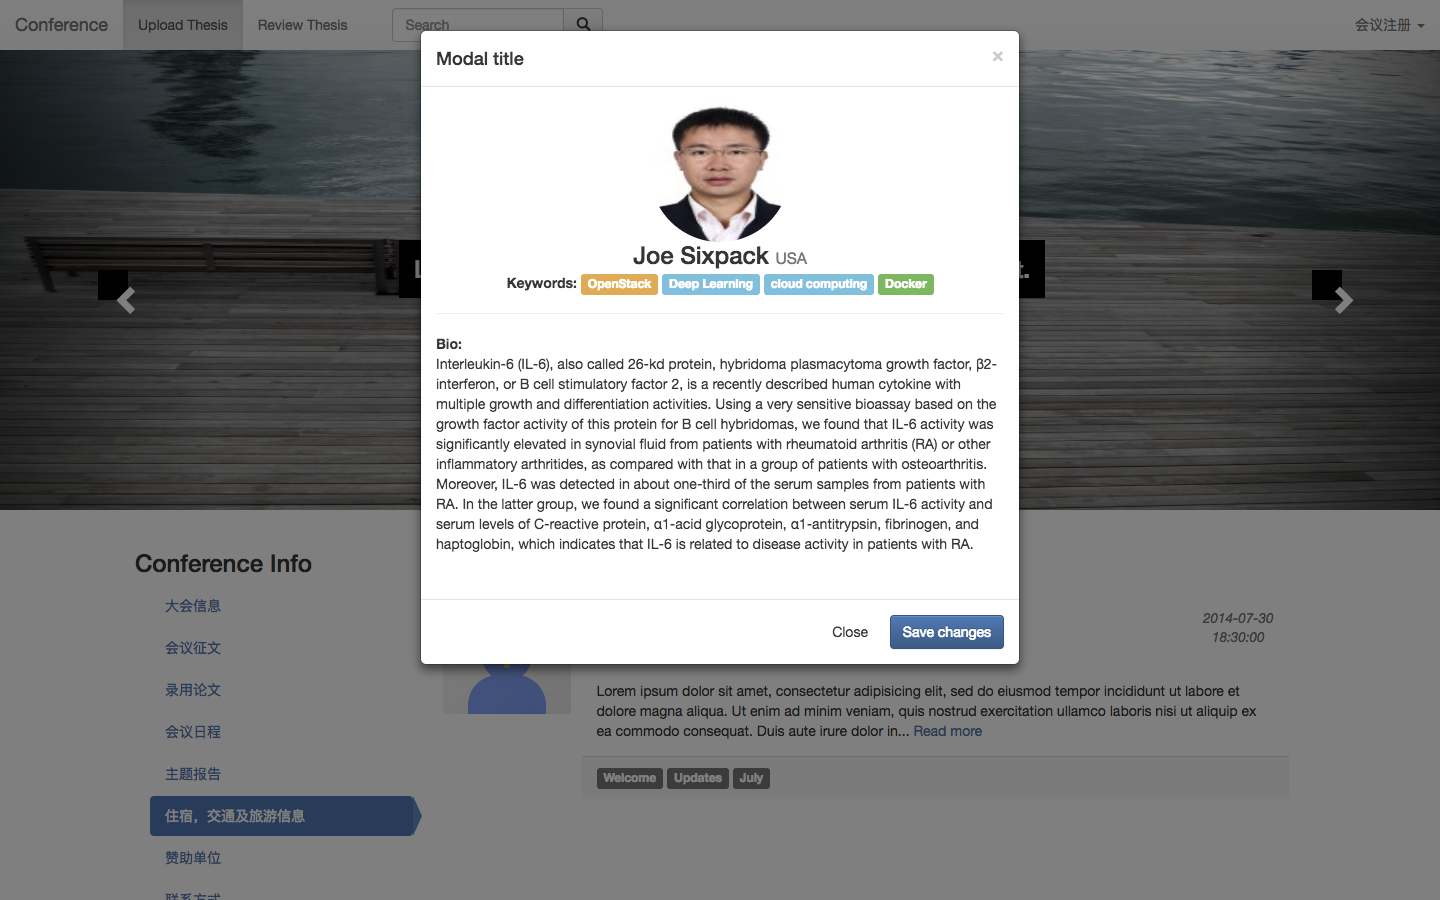 Conference
Upload Thesis
Review Thesis
Search
会议注册
Modal title
×
Joe Sixpack USA
Keywords: OpenStack Deep Learning cloud computing Docker
Bio:
Interleukin-6 (IL-6), also called 26-kd protein, hybridoma plasmacytoma growth factor, β2-
interferon, or B cell stimulatory factor 2, is a recently described human cytokine with
multiple growth and differentiation activities. Using a very sensitive bioassay based on the
growth factor activity of this protein for B cell hybridomas, we found that IL-6 activity was
significantly elevated in synovial fluid from patients with rheumatoid arthritis (RA) or other
inflammatory arthritides, as compared with that in a group of patients with osteoarthritis.
Moreover, IL-6 was detected in about one-third of the serum samples from patients with
RA. In the latter group, we found a significant correlation between serum IL-6 activity and
serum levels of C-reactive protein, α1-acid glycoprotein, α1-antitrypsin, fibrinogen, and
haptoglobin, which indicates that IL-6 is related to disease activity in patients with RA.
Close
Save changes
Conference Info
大会信息
会议征文
录用论文
会议日程
主题报告
住宿，交通及旅游信息
赞助单位
联系方式
2014-07-30
18:30:00
Lorem ipsum dolor sit amet, consectetur adipisicing elit, sed do eiusmod tempor incididunt ut labore et
dolore magna aliqua. Ut enim ad minim veniam, quis nostrud exercitation ullamco laboris nisi ut aliquip ex
ea commodo consequat. Duis aute irure dolor in... Read more
Welcome Updates July